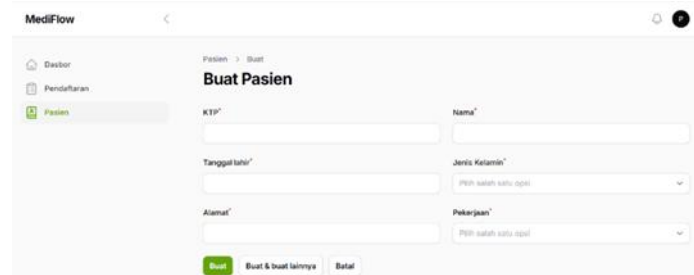 MediFlow
P
Dasbor
Pendaftaran
Pasien
Pasien > Buat
Buat Pasien
KTP*
Nama*
Tanggal lahir*
Jenis Kelamin*
Pilih salah satu opsi
Alamat*
Pekerjaan*
Pilih salah satu opsi
Buat
Buat & buat lainnya
Batal